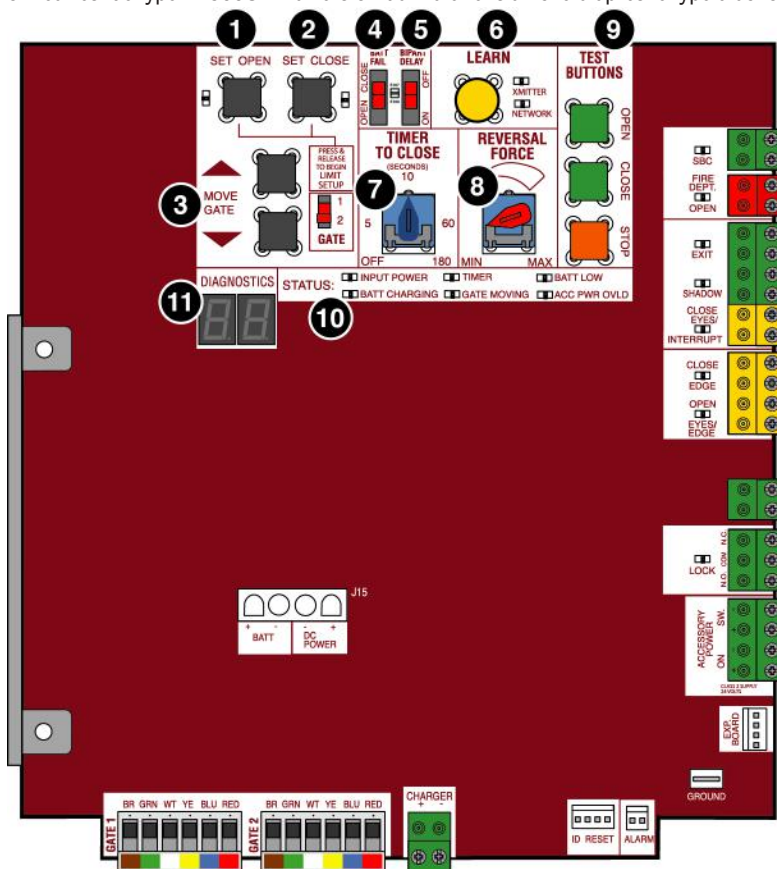 1 2 4 5 6 9
SET OPEN
SET CLOSE
BATT
FAIL
BIPART
DELAY
OPEN CLOSE
ON OFF
LEARN
XMITTER
NETWORK
TEST
BUTTONS
OPEN
CLOSE
STOP
3
MOVE
GATE
PRESS &
RELEASE
TO BEGIN
LIMIT
SETUP
1
2
GATE
TIMER
TO CLOSE
(SECONDS)
10
7
5 60
OFF 180
REVERSAL
FORCE
8
MIN MAX
11
DIAGNOSTICS
88
STATUS:
INPUT POWER TIMER BATT LOW
BATT CHARGING GATE MOVING ACC PWR OVLD
10
SBC
FIRE
DEPT.
OPEN
EXIT
SHADOW
CLOSE
EYES/
INTERRUPT
CLOSE
EDGE
OPEN
EYES/
EDGE
LOCK
N.O. COM N.C.
ACCESSORY
POWER
ON SW.
- + - +
CLASS 2 SUPPLY
24 VOLTS
EXP.
BOARD
GROUND
J15
+ - - +
BATT
DC
POWER
GATE 1
BR GRN WT YE BLU RED
GATE 2
BR GRN WT YE BLU RED
CHARGER
+ -
ID RESET
ALARM